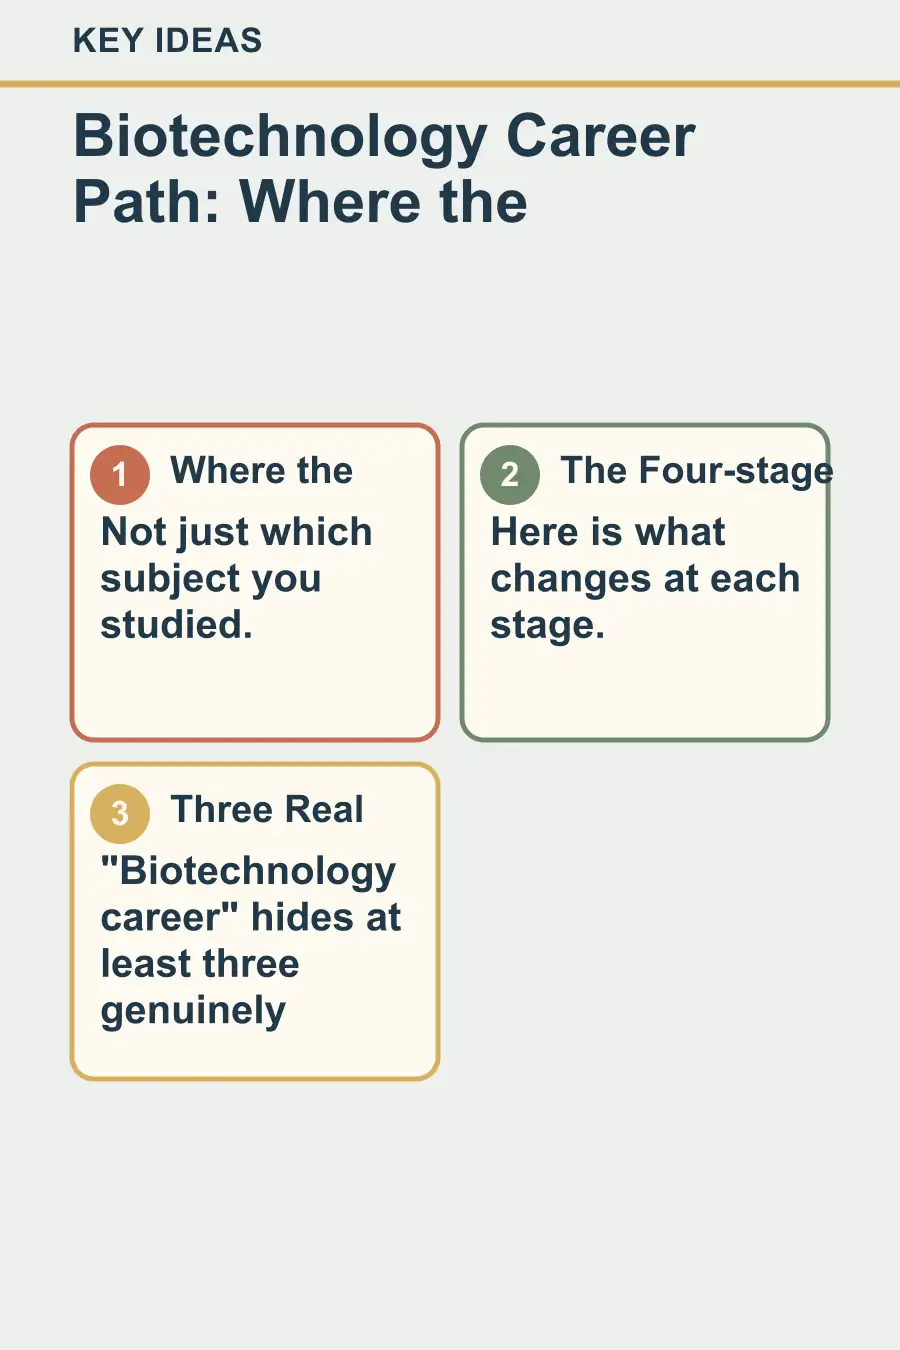 KEY IDEAS
Biotechnology Career
Path: Where the
1 Where the
Not just which
subject you
studied.
2 The Four-stage
Here is what
changes at each
stage.
3 Three Real
"Biotechnology
career" hides at
least three
genuinely